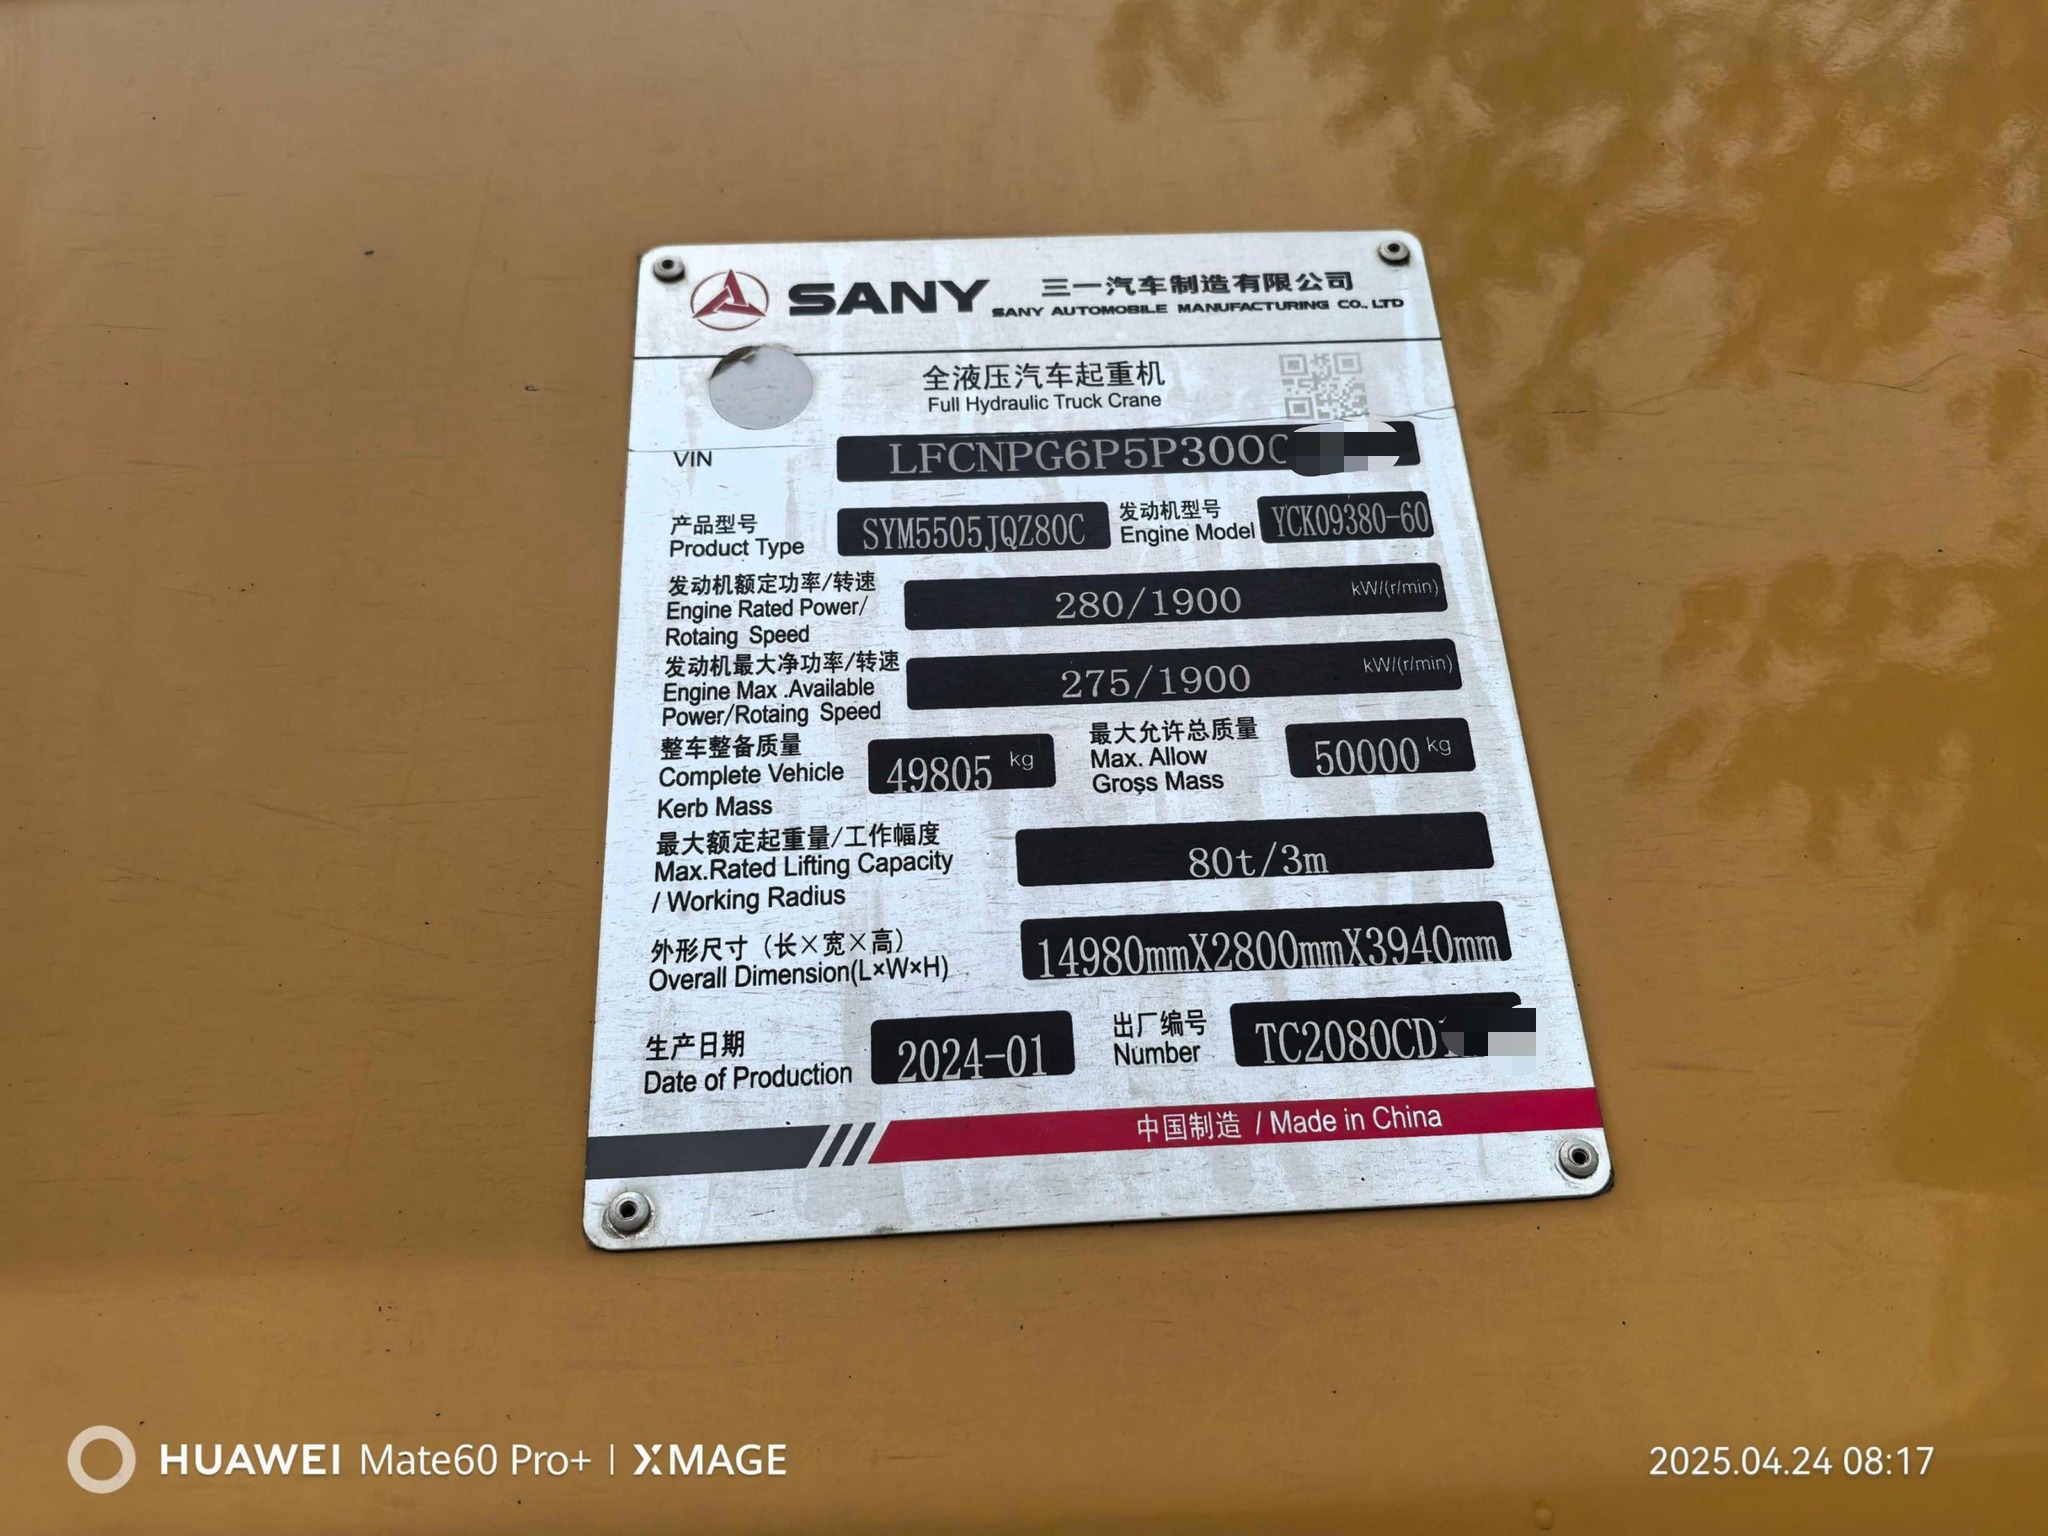 SANY 三一汽车制造有限公司
SANY AUTOMOBILE MANUFACTURING CO., LTD
全液压汽车起重机
Full Hydraulic Truck Crane
VIN LFCNPG6P5P300
产品型号 SYM5505JQZ80C 发动机型号 YCK09380-60
Product Type Engine Model
发动机额定功率/转速 280/1900 kW/(r/min)
Engine Rated Power/
Rotaing Speed
发动机最大净功率/转速 275/1900 kW/(r/min)
Engine Max .Available
Power/Rotaing Speed
整车整备质量 49805 kg 最大允许总质量 50000 kg
Complete Vehicle Max. Allow
Kerb Mass Gross Mass
最大额定起重量/工作幅度 80t/3m
Max.Rated Lifting Capacity
/ Working Radius
外形尺寸（长×宽×高） 14980mmX2800mmX3940mm
Overall Dimension(L×W×H)
生产日期 2024-01 出厂编号 TC2080CD
Date of Production Number
中国制造 / Made in China
HUAWEI Mate60 Pro+ | XMAGE 2025.04.24 08:17